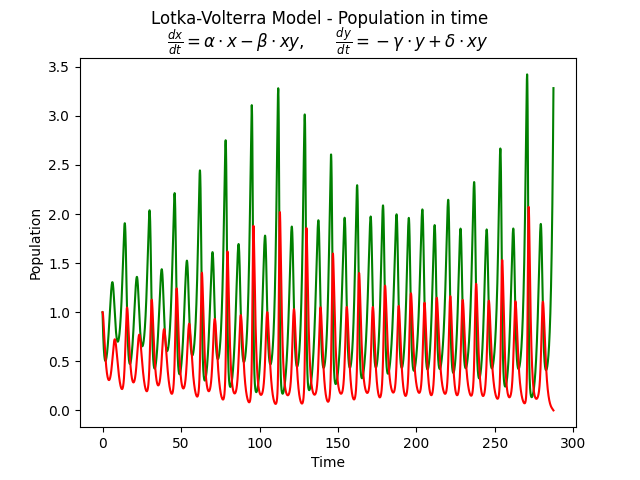 Lotka-Volterra Model - Population in time
dx/dt = α · x − β · xy,  dy/dt = −γ · y + δ · xy
3.5
3.0
2.5
2.0
1.5
1.0
0.5
0.0
Population
0 50 100 150 200 250 300
Time